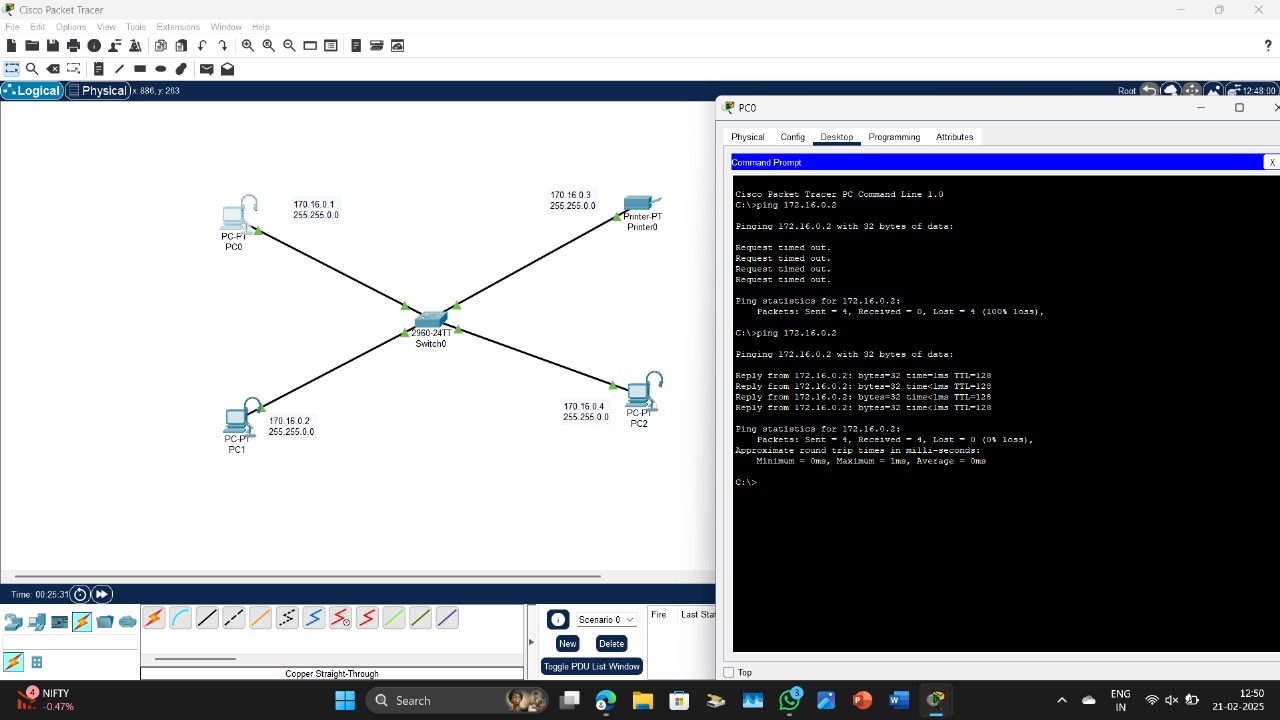 Cisco Packet Tracer
File Edit Options View Tools Extensions Window Help
Logical Physical x: 886, y: 263
Root 12:48:00
170.16.0.1
255.255.0.0
PC-PT
PC0
170.16.0.3
255.255.0.0
Printer-PT
Printer0
2960-24TT
Switch0
170.16.0.2
255.255.0.0
PC-PT
PC1
170.16.0.4
255.255.0.0
PC-PT
PC2
PC0
Physical Config Desktop Programming Attributes
Command Prompt
X
Cisco Packet Tracer PC Command Line 1.0
C:\>ping 172.16.0.2
Pinging 172.16.0.2 with 32 bytes of data:
Request timed out.
Request timed out.
Request timed out.
Request timed out.
Ping statistics for 172.16.0.2:
Packets: Sent = 4, Received = 0, Lost = 4 (100% loss),
C:\>ping 172.16.0.2
Pinging 172.16.0.2 with 32 bytes of data:
Reply from 172.16.0.2: bytes=32 time=1ms TTL=128
Reply from 172.16.0.2: bytes=32 time<1ms TTL=128
Reply from 172.16.0.2: bytes=32 time<1ms TTL=128
Reply from 172.16.0.2: bytes=32 time<1ms TTL=128
Ping statistics for 172.16.0.2:
Packets: Sent = 4, Received = 4, Lost = 0 (0% loss),
Approximate round trip times in milli-seconds:
Minimum = 0ms, Maximum = 1ms, Average = 0ms
C:\>
Top
Time: 00:25:31
Copper Straight-Through
Scenario 0
New Delete
Toggle PDU List Window
Fire Last Stat
4 NIFTY
-0.47%
Search
3
ENG
IN
12:50
21-02-2025